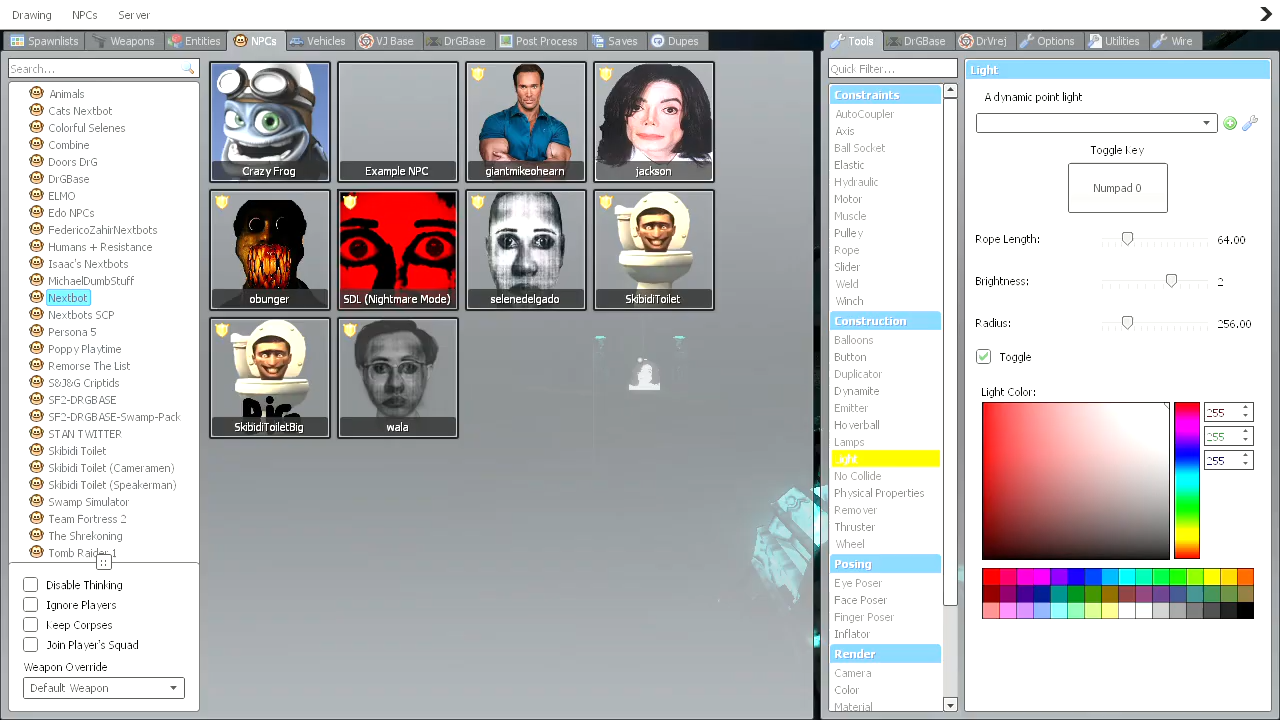 Drawing NPCs Server
Spawnlists Weapons Entities NPCs Vehicles VJ Base DrGBase Post Process Saves Dupes
Tools DrGBase DrVrej Options Utilities Wire
Search...
Animals
Cats Nextbot
Colorful Selenes
Combine
Doors DrG
DrGBase
ELMO
Edo NPCs
FedericoZahirNextbots
Humans + Resistance
Isaac's Nextbots
MichaelDumbStuff
Nextbot
Nextbots SCP
Persona 5
Poppy Playtime
Remorse The List
S&J&G Criptids
SF2-DRGBASE
SF2-DRGBASE-Swamp-Pack
STAN TWITTER
Skibidi Toilet
Skibidi Toilet (Cameramen)
Skibidi Toilet (Speakerman)
Swamp Simulator
Team Fortress 2
The Shrekoning
Tomb Raider 1
Disable Thinking
Ignore Players
Keep Corpses
Join Player's Squad
Weapon Override
Default Weapon
Crazy Frog
Example NPC
giantmikeohearn
jackson
obunger
SDL (Nightmare Mode)
selenedelgado
SkibidiToilet
SkibidiToiletBig
wala
BIG
Quick Filter...
Constraints
AutoCoupler
Axis
Ball Socket
Elastic
Hydraulic
Motor
Muscle
Pulley
Rope
Slider
Weld
Winch
Construction
Balloons
Button
Duplicator
Dynamite
Emitter
Hoverball
Lamps
Light
No Collide
Physical Properties
Remover
Thruster
Wheel
Posing
Eye Poser
Face Poser
Finger Poser
Inflator
Render
Camera
Color
Material
Light
A dynamic point light
Toggle Key
Numpad 0
Rope Length: 64.00
Brightness: 2
Radius: 256.00
Toggle
Light Color:
255
255
255